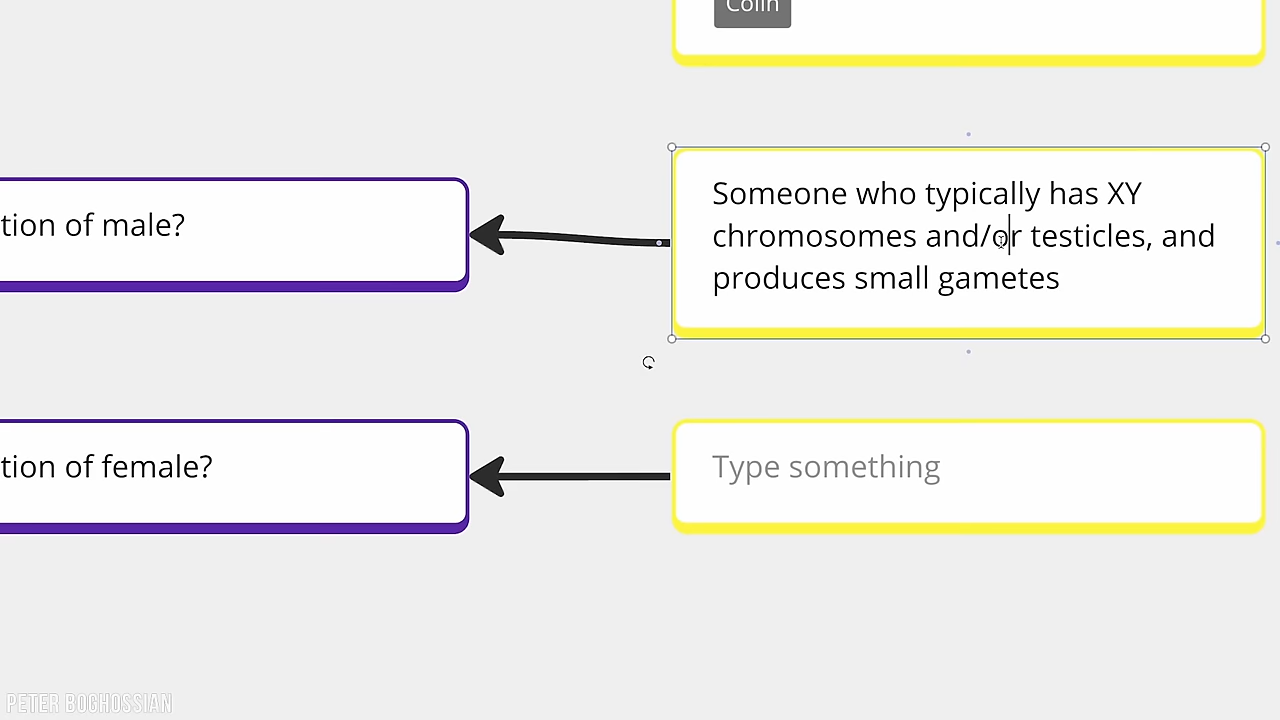 Colin
Someone who typically has XY
tion of male?
chromosomes and/or testicles, and
produces small gametes
tion of female?
Type something
PETER BOGHOSSIAN